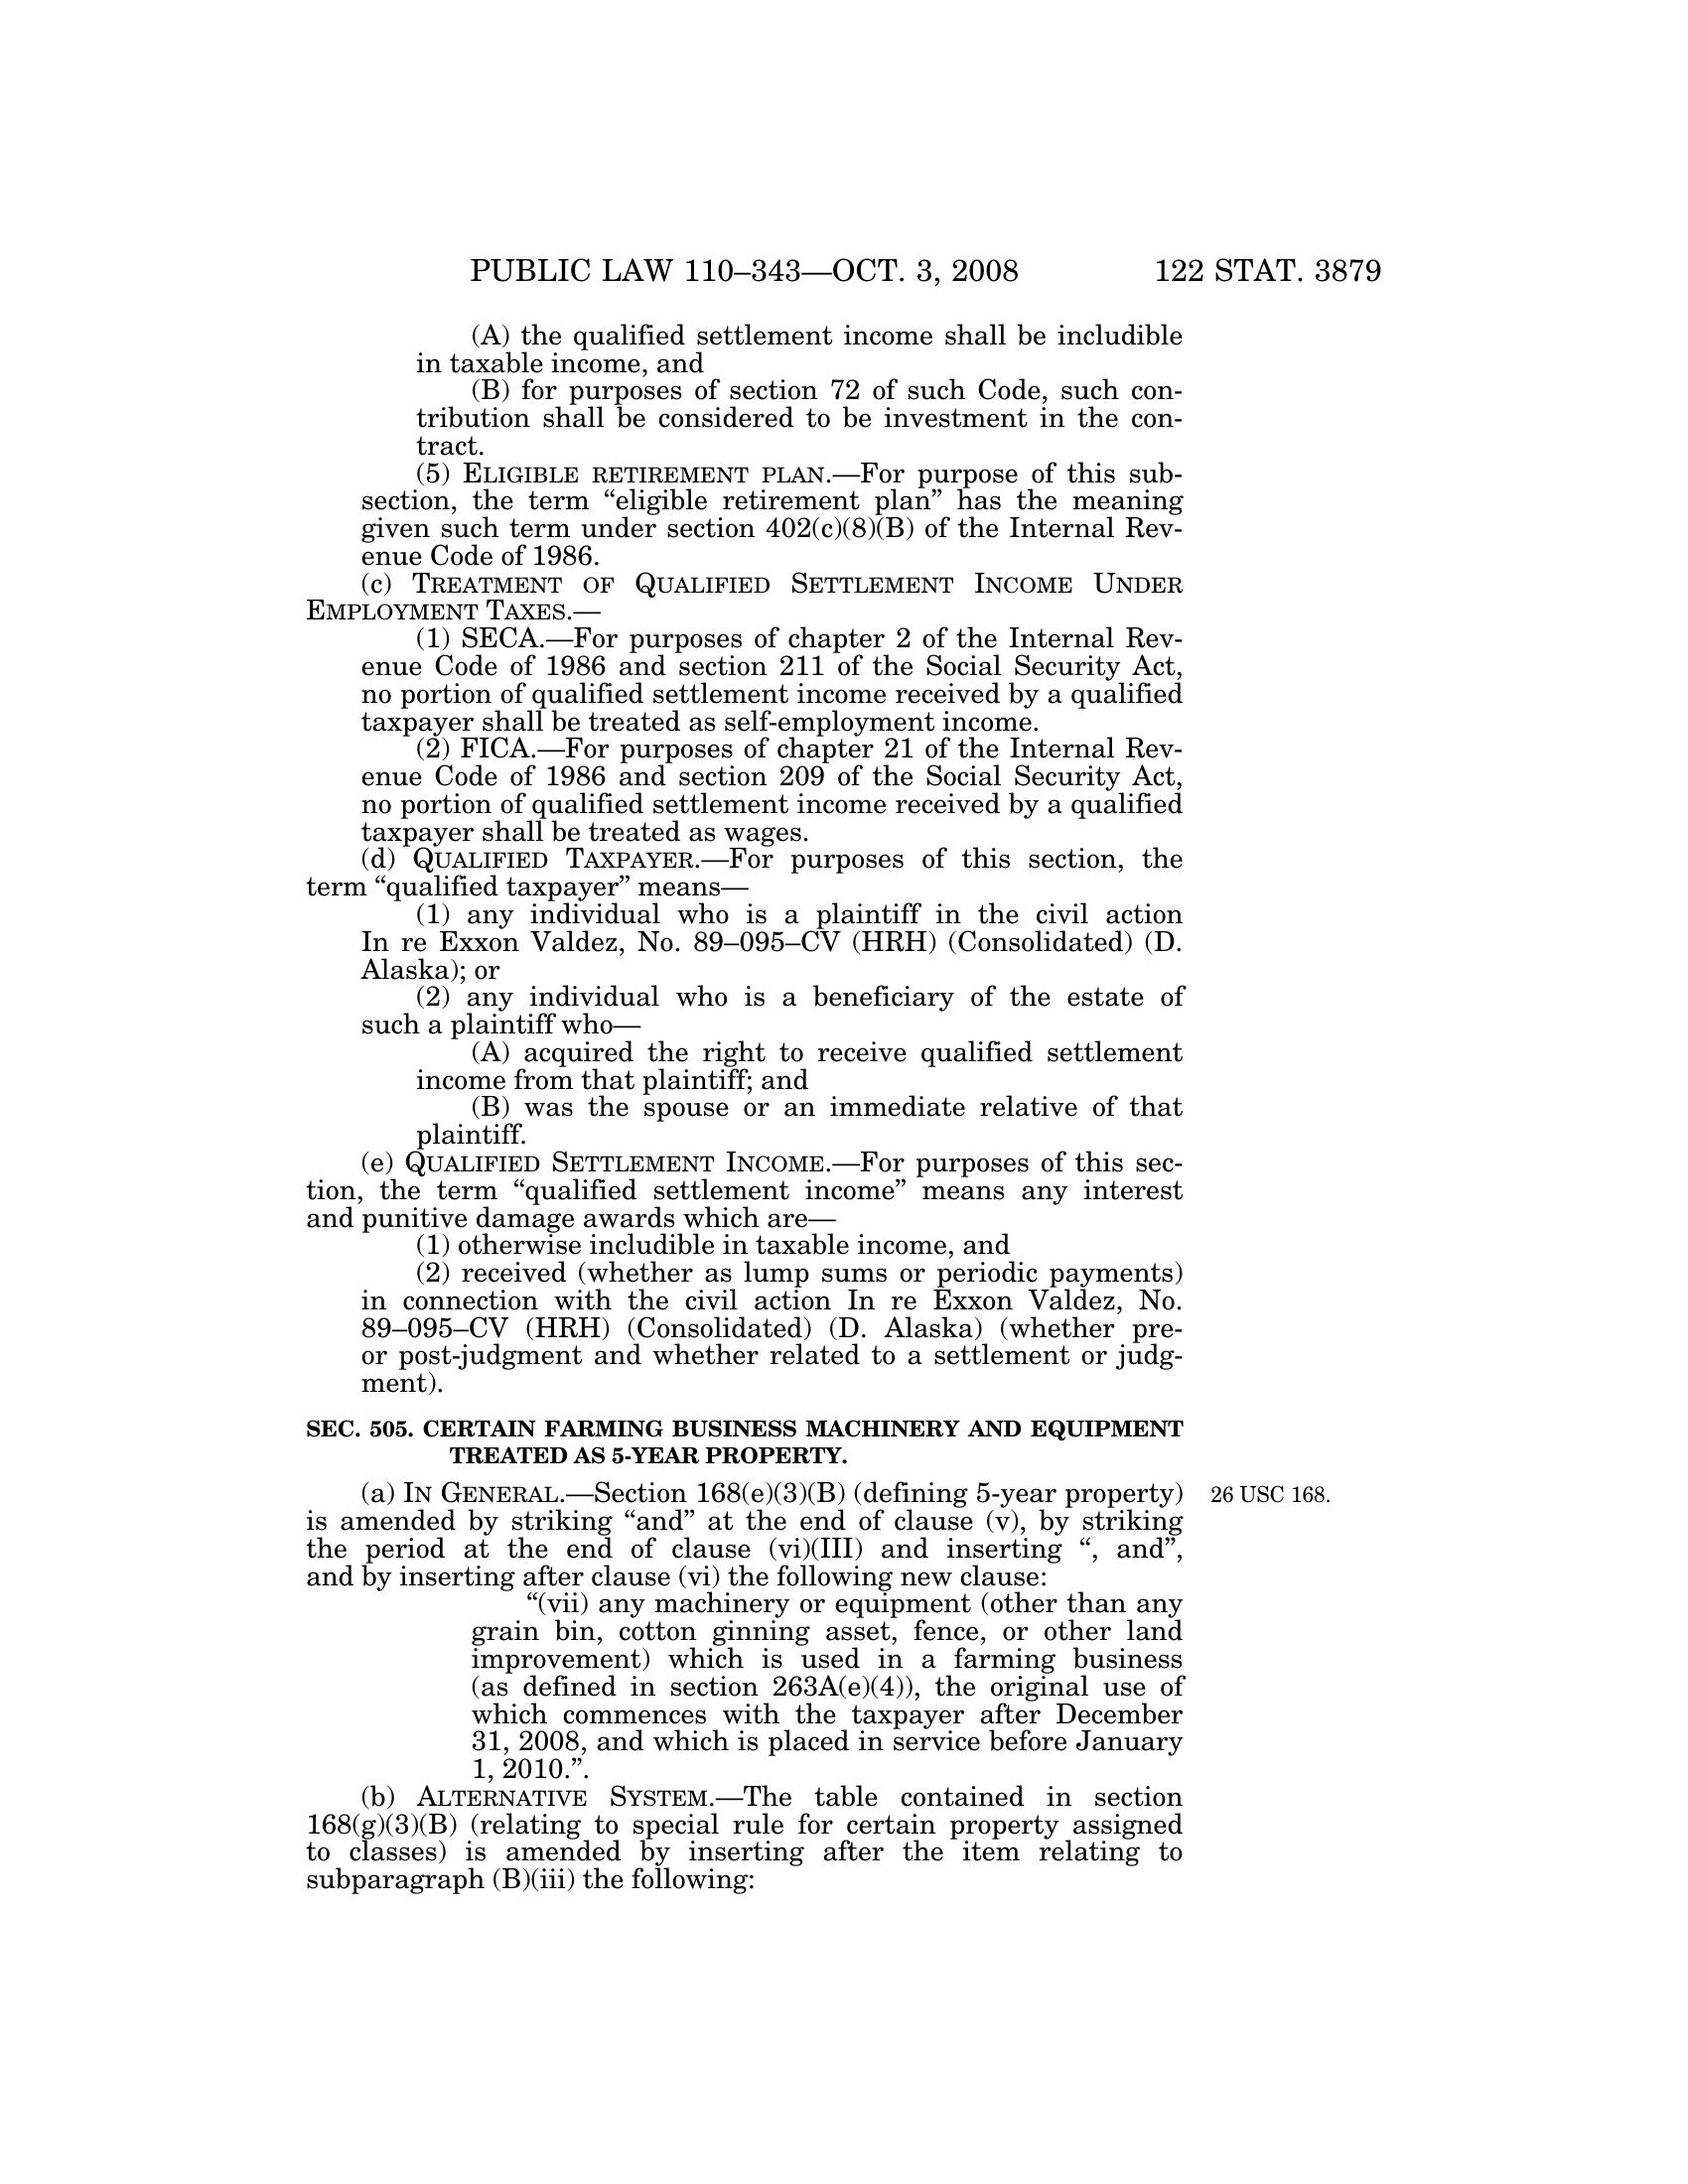 PUBLIC LAW 110–343—OCT. 3, 2008 122 STAT. 3879
(A) the qualified settlement income shall be includible
in taxable income, and
(B) for purposes of section 72 of such Code, such con-
tribution shall be considered to be investment in the con-
tract.
(5) ELIGIBLE RETIREMENT PLAN.—For purpose of this sub-
section, the term “eligible retirement plan” has the meaning
given such term under section 402(c)(8)(B) of the Internal Rev-
enue Code of 1986.
(c) TREATMENT OF QUALIFIED SETTLEMENT INCOME UNDER
EMPLOYMENT TAXES.—
(1) SECA.—For purposes of chapter 2 of the Internal Rev-
enue Code of 1986 and section 211 of the Social Security Act,
no portion of qualified settlement income received by a qualified
taxpayer shall be treated as self-employment income.
(2) FICA.—For purposes of chapter 21 of the Internal Rev-
enue Code of 1986 and section 209 of the Social Security Act,
no portion of qualified settlement income received by a qualified
taxpayer shall be treated as wages.
(d) QUALIFIED TAXPAYER.—For purposes of this section, the
term “qualified taxpayer” means—
(1) any individual who is a plaintiff in the civil action
In re Exxon Valdez, No. 89–095–CV (HRH) (Consolidated) (D.
Alaska); or
(2) any individual who is a beneficiary of the estate of
such a plaintiff who—
(A) acquired the right to receive qualified settlement
income from that plaintiff; and
(B) was the spouse or an immediate relative of that
plaintiff.
(e) QUALIFIED SETTLEMENT INCOME.—For purposes of this sec-
tion, the term “qualified settlement income” means any interest
and punitive damage awards which are—
(1) otherwise includible in taxable income, and
(2) received (whether as lump sums or periodic payments)
in connection with the civil action In re Exxon Valdez, No.
89–095–CV (HRH) (Consolidated) (D. Alaska) (whether pre-
or post-judgment and whether related to a settlement or judg-
ment).
SEC. 505. CERTAIN FARMING BUSINESS MACHINERY AND EQUIPMENT
TREATED AS 5-YEAR PROPERTY.
(a) IN GENERAL.—Section 168(e)(3)(B) (defining 5-year property) 26 USC 168.
is amended by striking “and” at the end of clause (v), by striking
the period at the end of clause (vi)(III) and inserting “, and”,
and by inserting after clause (vi) the following new clause:
“(vii) any machinery or equipment (other than any
grain bin, cotton ginning asset, fence, or other land
improvement) which is used in a farming business
(as defined in section 263A(e)(4)), the original use of
which commences with the taxpayer after December
31, 2008, and which is placed in service before January
1, 2010.”.
(b) ALTERNATIVE SYSTEM.—The table contained in section
168(g)(3)(B) (relating to special rule for certain property assigned
to classes) is amended by inserting after the item relating to
subparagraph (B)(iii) the following: